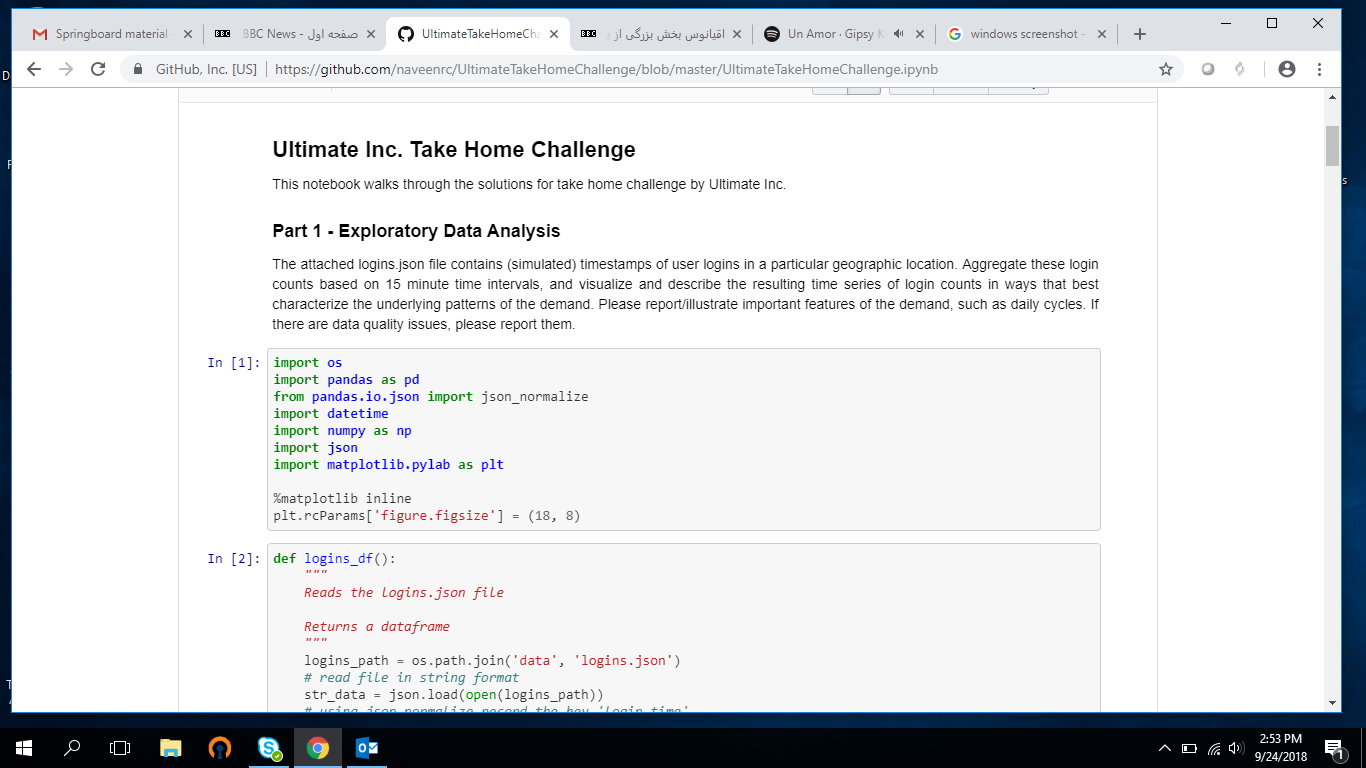 Springboard material -
BBC News - صفحه اول
UltimateTakeHomeCha
اقیانوس بخش بزرگی از
Un Amor · Gipsy K
windows screenshot -
GitHub, Inc. [US] | https://github.com/naveenrc/UltimateTakeHomeChallenge/blob/master/UltimateTakeHomeChallenge.ipynb
Ultimate Inc. Take Home Challenge
This notebook walks through the solutions for take home challenge by Ultimate Inc.
Part 1 - Exploratory Data Analysis
The attached logins.json file contains (simulated) timestamps of user logins in a particular geographic location. Aggregate these login
counts based on 15 minute time intervals, and visualize and describe the resulting time series of login counts in ways that best
characterize the underlying patterns of the demand. Please report/illustrate important features of the demand, such as daily cycles. If
there are data quality issues, please report them.
In [1]:
import os
import pandas as pd
from pandas.io.json import json_normalize
import datetime
import numpy as np
import json
import matplotlib.pylab as plt
%matplotlib inline
plt.rcParams['figure.figsize'] = (18, 8)
In [2]:
def logins_df():
"""
Reads the logins.json file
Returns a dataframe
"""
logins_path = os.path.join('data', 'logins.json')
# read file in string format
str_data = json.load(open(logins_path))
# using json normalize record the key 'login_time'
2:53 PM
9/24/2018
1